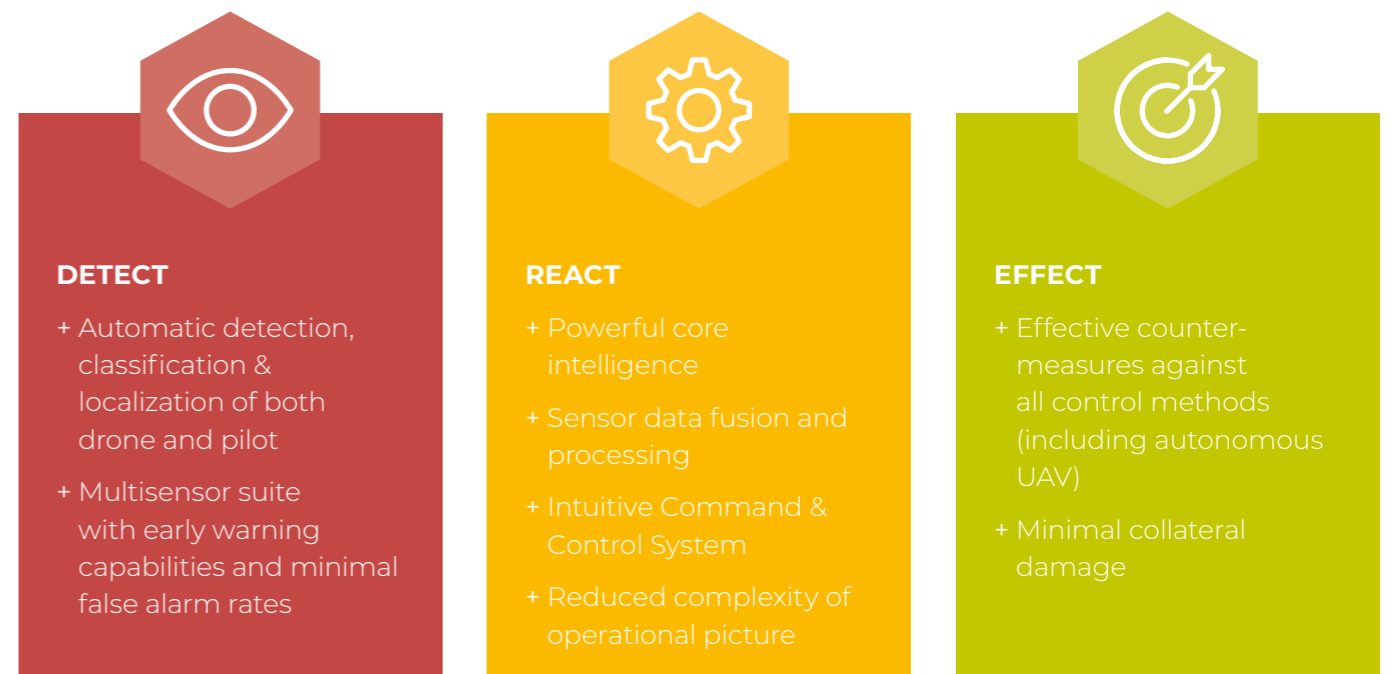 DETECT
+ Automatic detection,
classification &
localization of both
drone and pilot
+ Multisensor suite
with early warning
capabilities and minimal
false alarm rates
REACT
+ Powerful core
intelligence
+ Sensor data fusion and
processing
+ Intuitive Command &
Control System
+ Reduced complexity of
operational picture
EFFECT
+ Effective counter-
measures against
all control methods
(including autonomous
UAV)
+ Minimal collateral
damage